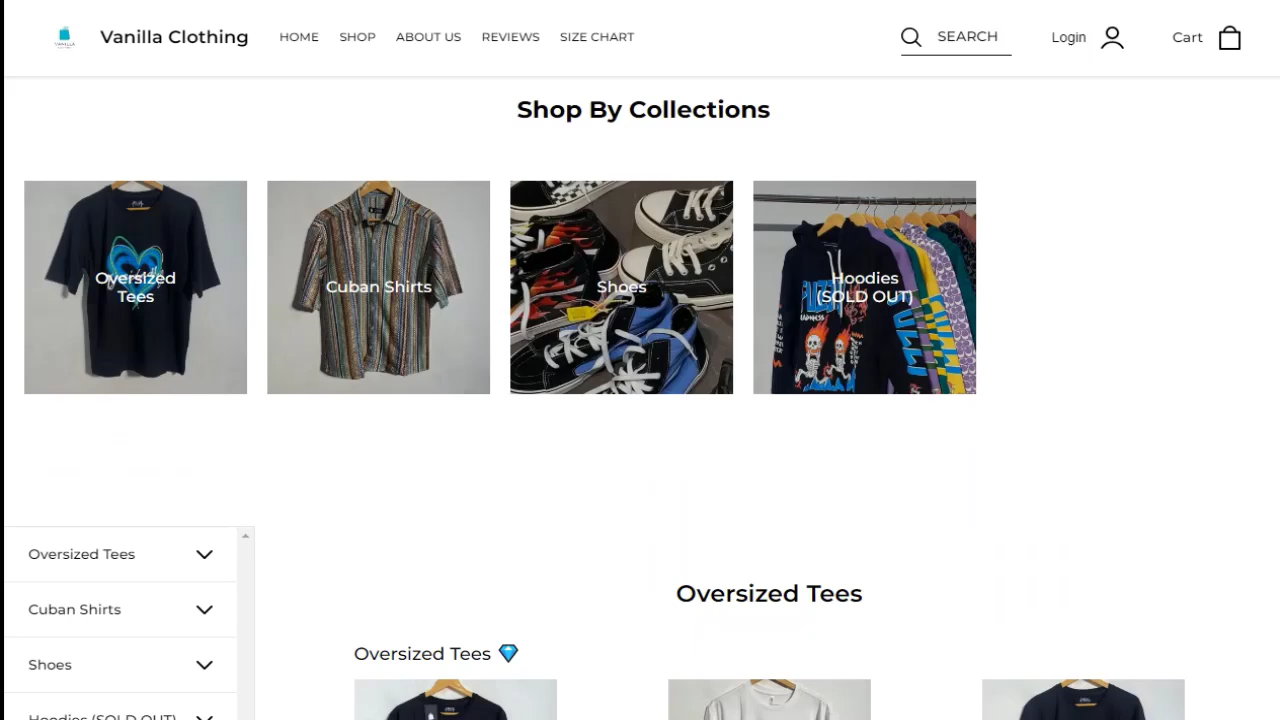 Vanilla Clothing
HOME
SHOP
ABOUT US
REVIEWS
SIZE CHART
SEARCH
Login
Cart
Shop By Collections
Oversized
Tees
Cuban Shirts
Shoes
Hoodies
(SOLD OUT)
Oversized Tees
Cuban Shirts
Shoes
Hoodies (SOLD OUT)
Oversized Tees
Oversized Tees